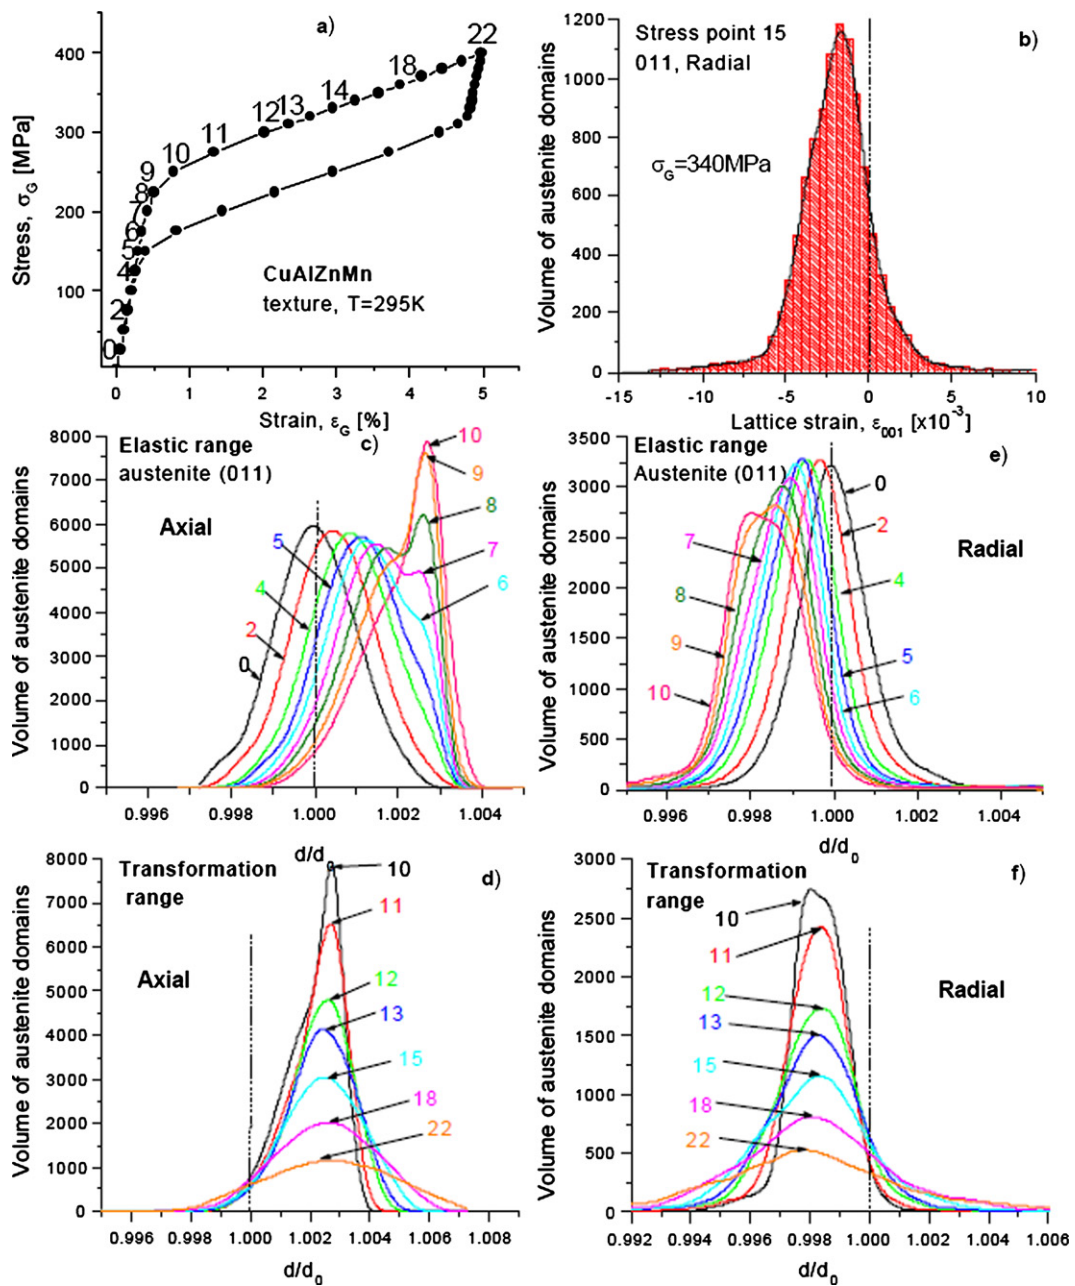 a)
Stress, σG [MPa]
400
300
200
100
0
2
4
5
6
7
8
9
10
11
12 13
14
18
22
CuAlZnMn
texture, T=295K
0 1 2 3 4 5
Strain, εG [%]
b)
Stress point 15
011, Radial
σG=340MPa
Volume of austenite domains
1200
1000
800
600
400
200
0
-15 -10 -5 0 5 10
Lattice strain, ε001 [x10-3]
c)
Elastic range
austenite (011)
Axial
Volume of austenite domains
8000
7000
6000
5000
4000
3000
2000
1000
0
10
9
8
7
6
5
4
2
0
0.996 0.998 1.000 1.002 1.004
d/d0
e)
Elastic range
Austenite (011)
Radial
Volume of austenite domains
3500
3000
2500
2000
1500
1000
500
0
0
2
4
5
6
7
8
9
10
0.996 0.998 1.000 1.002 1.004
d/d0
d)
Transformation
range
Axial
Volume of austenite domains
8000
7000
6000
5000
4000
3000
2000
1000
0
10
11
12
13
15
18
22
0.996 0.998 1.000 1.002 1.004 1.006 1.008
d/d0
f)
Transformation
range
Radial
Volume of austenite domains
3000
2500
2000
1500
1000
500
0
10
11
12
13
15
18
22
0.992 0.994 0.996 0.998 1.000 1.002 1.004 1.006
d/d0